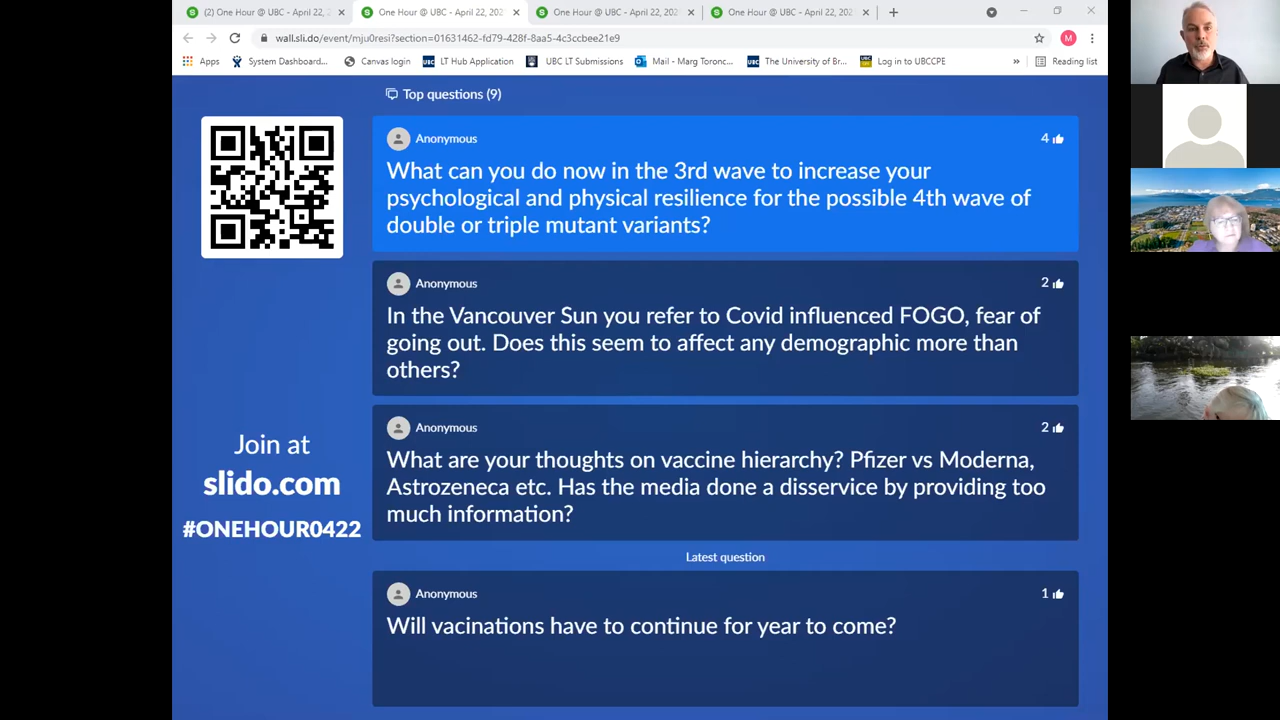 (2) One Hour @ UBC - April 22, 2
One Hour @ UBC - April 22, 202
One Hour @ UBC - April 22, 202
One Hour @ UBC - April 22, 202
wall.sli.do/event/mju0resi?section=01631462-fd79-428f-8aa5-4c3ccbee21e9
M
Apps
System Dashboard...
Canvas login
UBC
LT Hub Application
UBC LT Submissions
Mail - Marg Toronc...
UBC
The University of Br...
Log in to UBCCPE
»
Reading list
Top questions (9)
Anonymous
4
What can you do now in the 3rd wave to increase your
psychological and physical resilience for the possible 4th wave of
double or triple mutant variants?
Anonymous
2
In the Vancouver Sun you refer to Covid influenced FOGO, fear of
going out. Does this seem to affect any demographic more than
others?
Anonymous
2
What are your thoughts on vaccine hierarchy? Pfizer vs Moderna,
Astrozeneca etc. Has the media done a disservice by providing too
much information?
Latest question
Anonymous
1
Will vacinations have to continue for year to come?
Join at
slido.com
#ONEHOUR0422